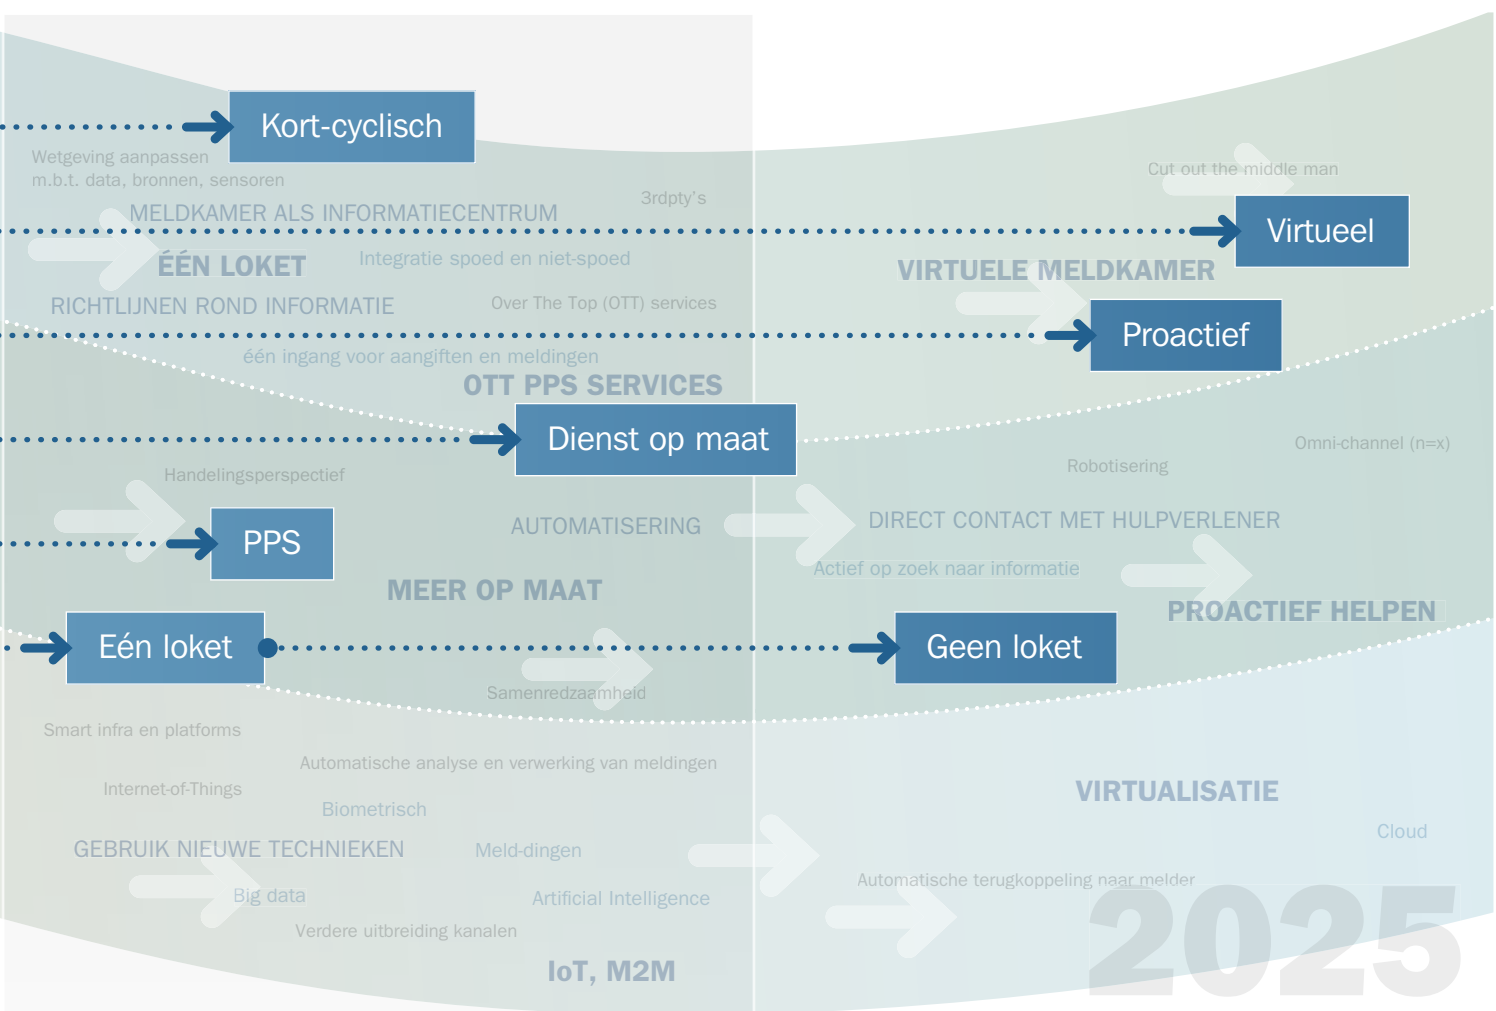 Kort-cyclisch
Wetgeving aanpassen
m.b.t. data, bronnen, sensoren
Cut out the middle man
3rdpty's
MELDKAMER ALS INFORMATIECENTRUM
Virtueel
ÉÉN LOKET
Integratie spoed en niet-spoed
VIRTUELE MELDKAMER
RICHTLIJNEN ROND INFORMATIE
Over The Top (OTT) services
Proactief
één ingang voor aangiften en meldingen
OTT PPS SERVICES
Dienst op maat
Omni-channel (n=x)
Robotisering
Handelingsperspectief
AUTOMATISERING
DIRECT CONTACT MET HULPVERLENER
PPS
Actief op zoek naar informatie
MEER OP MAAT
PROACTIEF HELPEN
Eén loket
Geen loket
Samenredzaamheid
Smart infra en platforms
Automatische analyse en verwerking van meldingen
Internet-of-Things
VIRTUALISATIE
Biometrisch
Cloud
GEBRUIK NIEUWE TECHNIEKEN
Meld-dingen
Automatische terugkoppeling naar melder
Big data
Artificial Intelligence
Verdere uitbreiding kanalen
2025
IoT, M2M